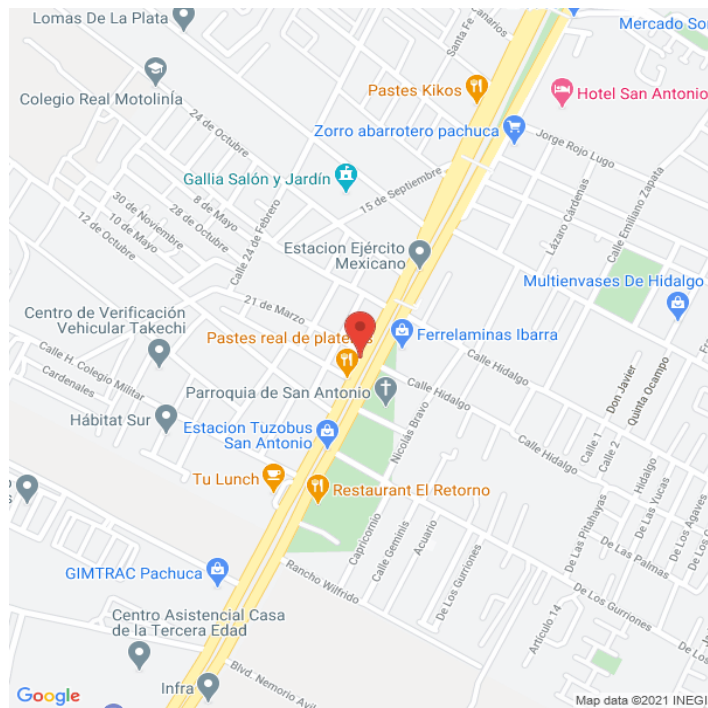 Lomas De La Plata
Canarios
Santa Fe
Mercado Sor
Colegio Real Motolinía
Pastes Kikos
Hotel San Antonio
24 de Octubre
Zorro abarrotero pachuca
Jorge Rojo Lugo
Gallia Salón y Jardín
15 de Septiembre
Calle Emiliano Zapata
Lázaro Cárdenas
30 de Noviembre
8 de Mayo
28 de Octubre
10 de Mayo
12 de Octubre
Calle 24 de Febrero
Estacion Ejército
Mexicano
Multienvases De Hidalgo
21 de Marzo
Centro de Verificación
Vehicular Takechi
Pastes real de plate
Ferrelaminas Ibarra
Calle H. Colegio Militar
Cardenales
Calle Hidalgo
Parroquia de San Antonio
Calle Hidalgo
Don Javier
Quinta Ocampo
Hábitat Sur
Estacion Tuzobus
San Antonio
Nicolás Bravo
Calle Hidalgo
Calle 1
Calle 2
Hidalgo
De Las Yucas
De Los Agaves
Tu Lunch
Restaurant El Retorno
De Las Pitahayas
De Las Palmas
Capricornio
Calle Geminis
Acuario
De Los Gurriones
GIMTRAC Pachuca
Rancho Wilfrido
De Los Gurriones
Artículo 14
Centro Asistencial Casa
de la Tercera Edad
Infra
Blvd. Nemorio Avil
Google
Map data ©2021 INEGI